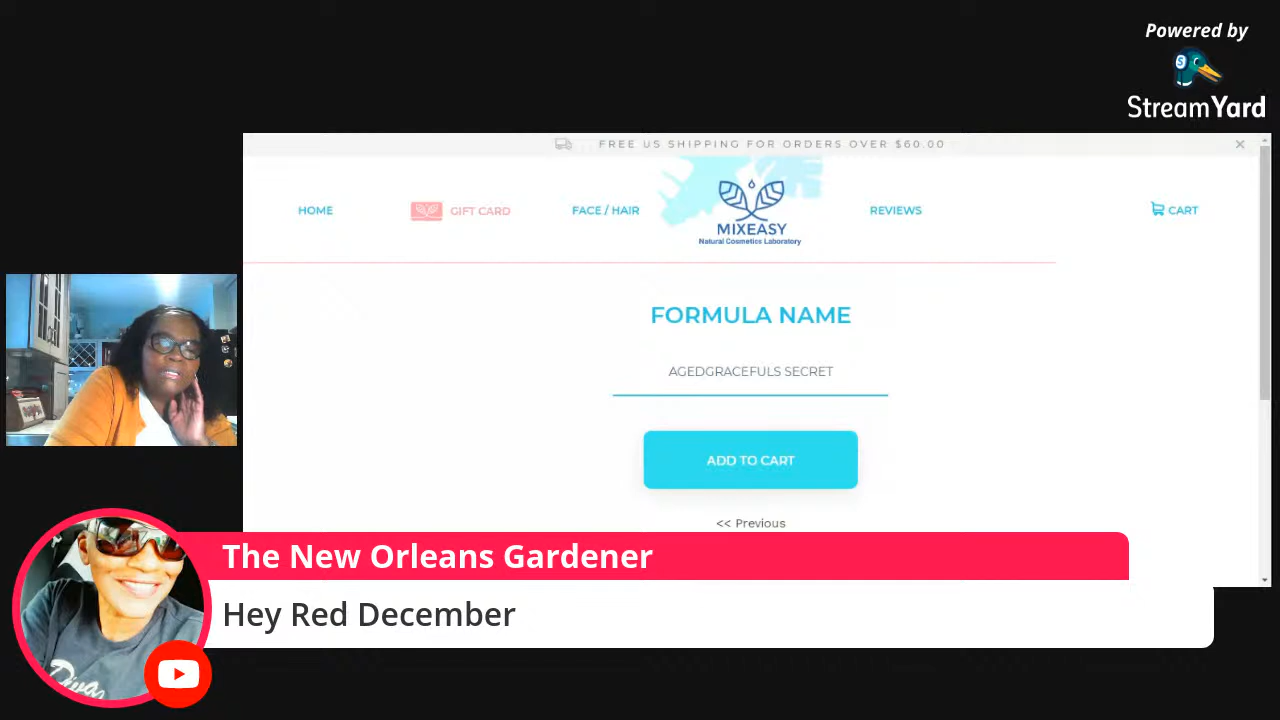 Powered by
StreamYard
FREE US SHIPPING FOR ORDERS OVER $60.00
HOME
GIFT CARD
FACE / HAIR
MIXEASY
Natural Cosmetics Laboratory
REVIEWS
CART
FORMULA NAME
AGEDGRACEFULS SECRET
ADD TO CART
<< Previous
The New Orleans Gardener
Hey Red December
Diva